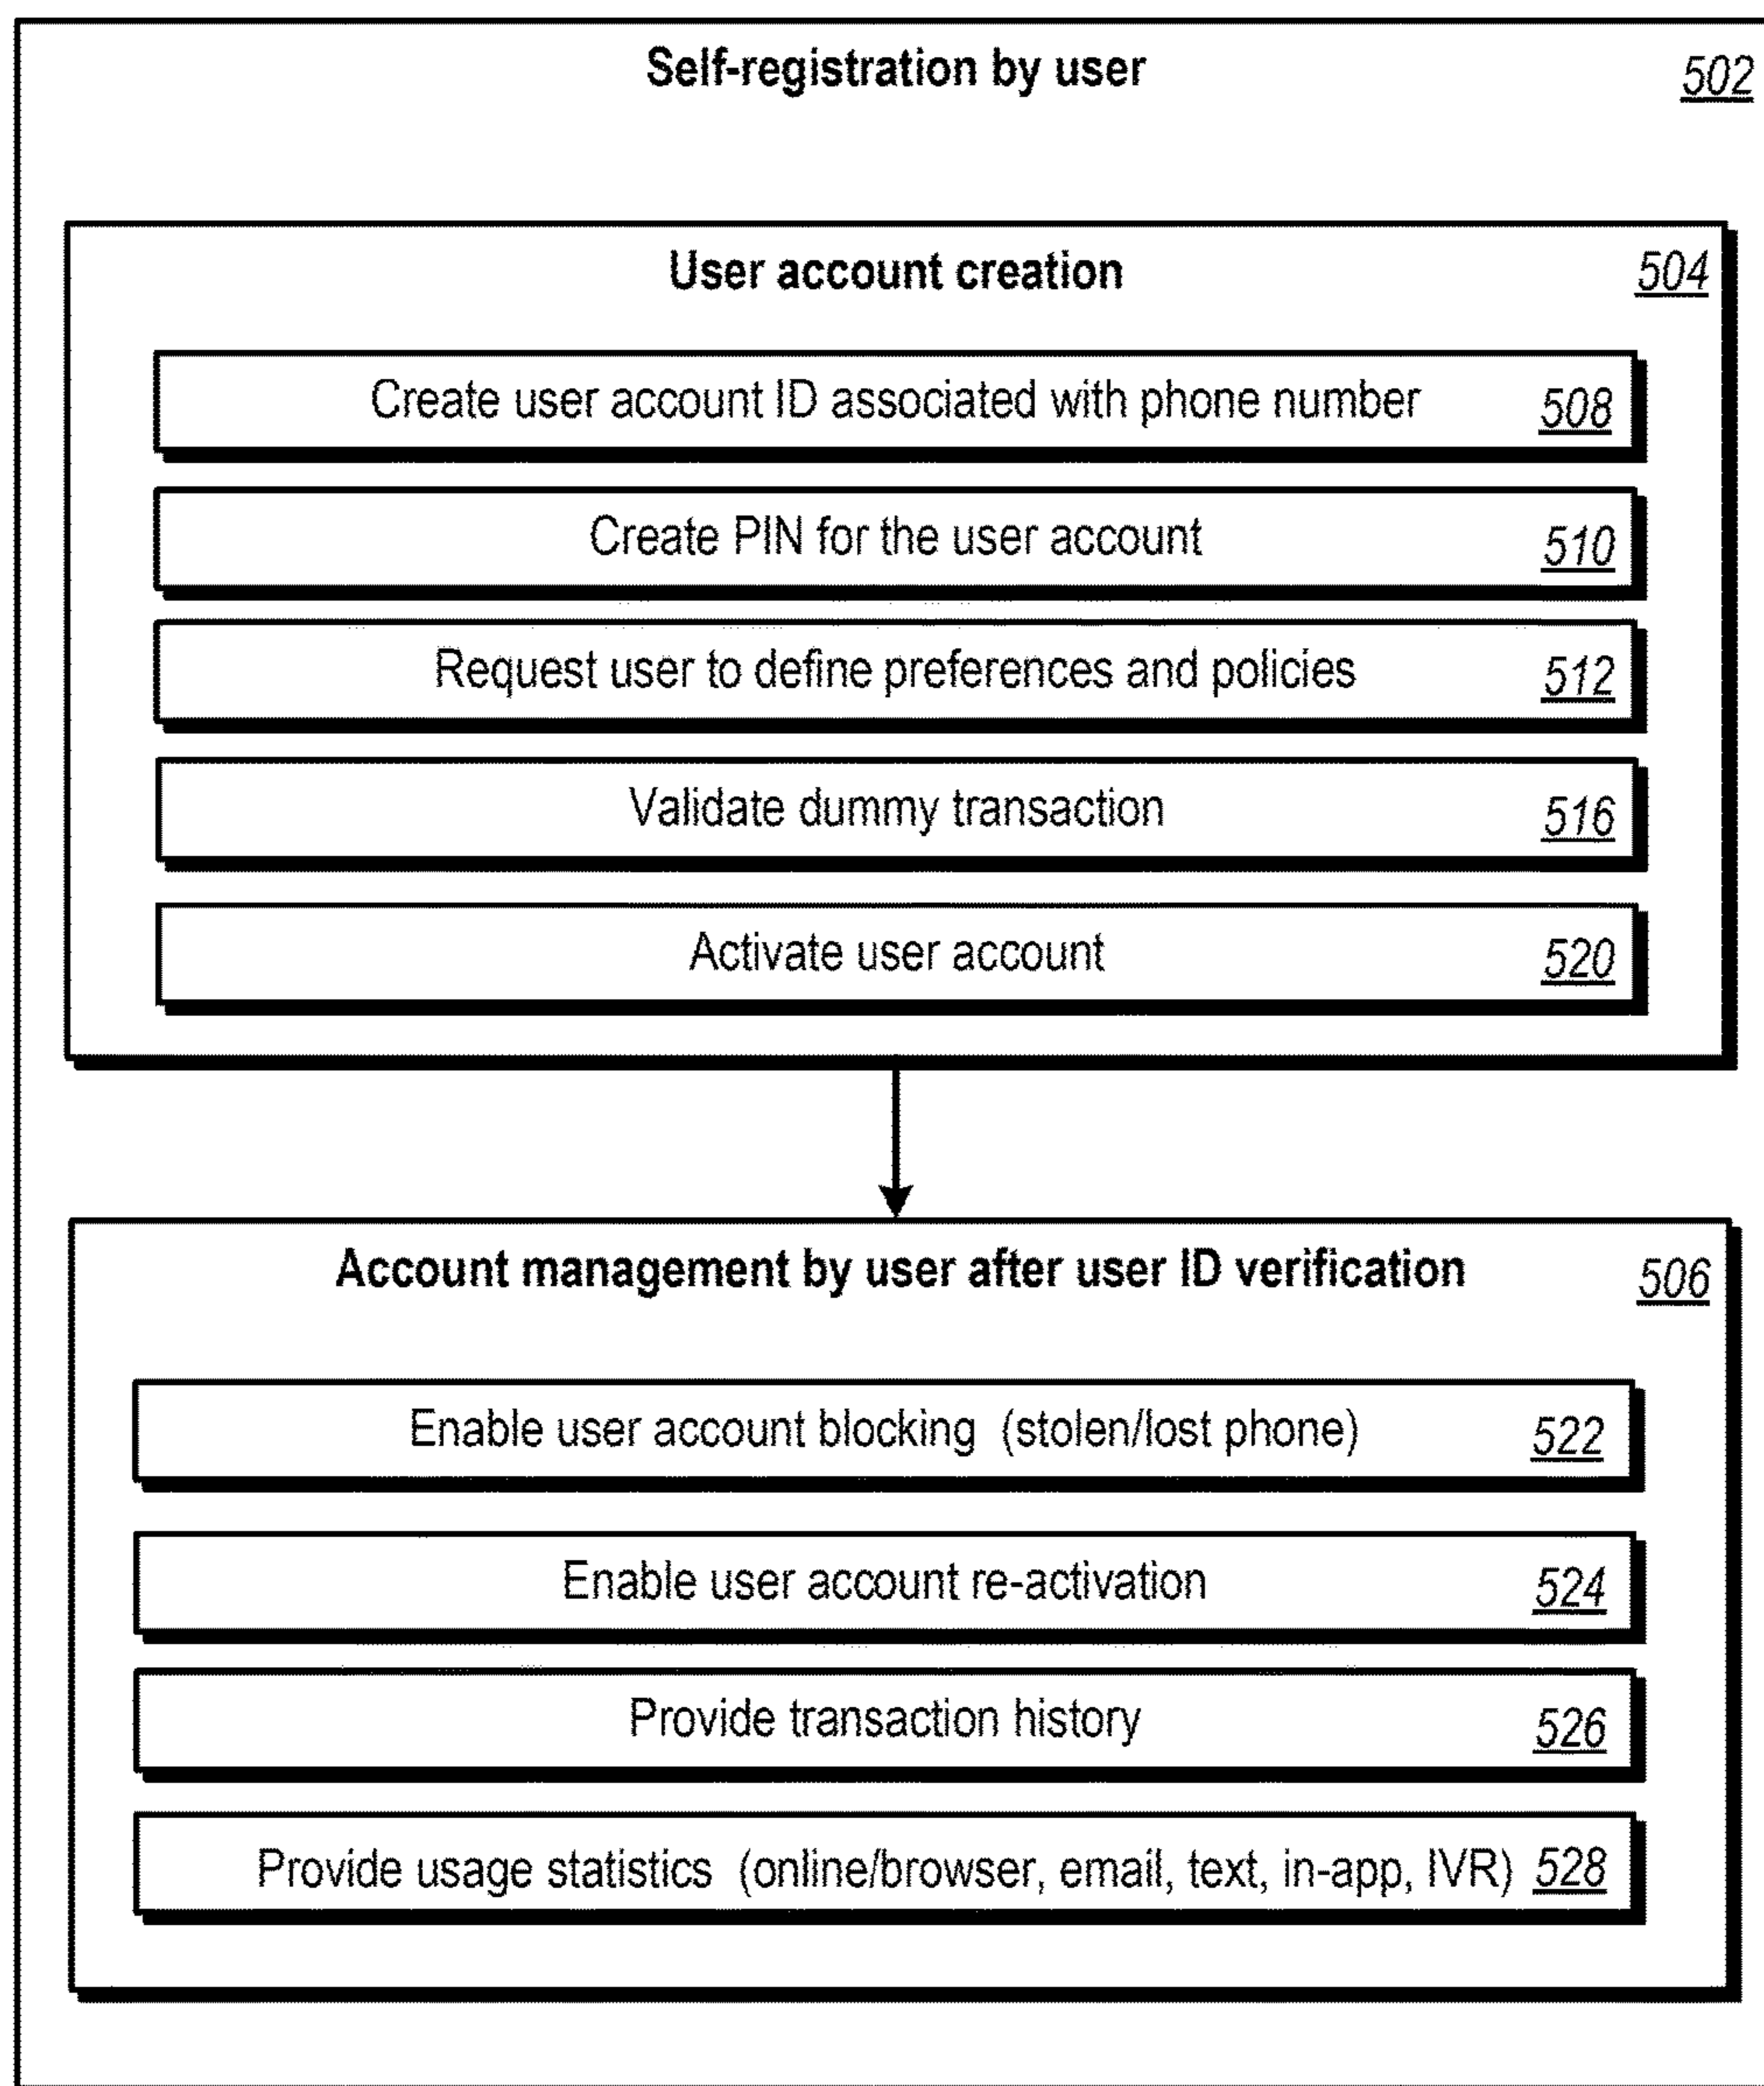 Self-registration by user 502
User account creation 504
Create user account ID associated with phone number 508
Create PIN for the user account 510
Request user to define preferences and policies 512
Validate dummy transaction 516
Activate user account 520
Account management by user after user ID verification 506
Enable user account blocking (stolen/lost phone) 522
Enable user account re-activation 524
Provide transaction history 526
Provide usage statistics (online/browser, email, text, in-app, IVR) 528